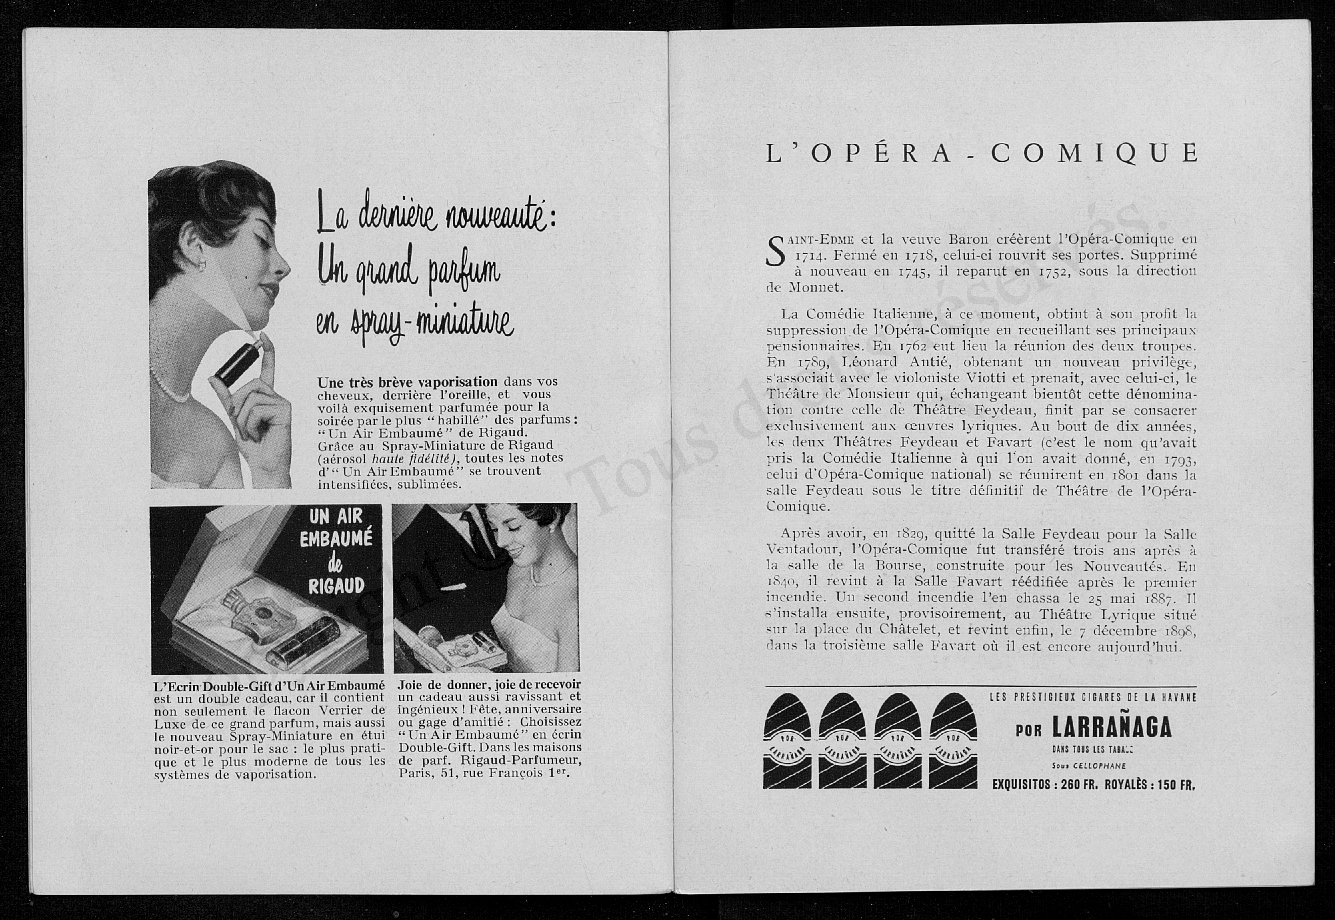 La dernière nouveauté :
Un grand parfum
en spray-miniature
Une très brève vaporisation dans vos
cheveux, derrière l'oreille, et vous
voilà exquisement parfumée pour la
soirée par le plus “habillé” des parfums :
“Un Air Embaumé” de Rigaud.
Grâce au Spray-Miniature de Rigaud
(aérosol haute fidélité), toutes les notes
d'“Un Air Embaumé” se trouvent
intensifiées, sublimées.
UN AIR
EMBAUMÉ
de
RIGAUD
L'Ecrin Double-Gift d'Un Air Embaumé
est un double cadeau, car il contient
non seulement le flacon Verrier de
Luxe de ce grand parfum, mais aussi
le nouveau Spray-Miniature en étui
noir-et-or pour le sac : le plus prati-
que et le plus moderne de tous les
systèmes de vaporisation.
Joie de donner, joie de recevoir
un cadeau aussi ravissant et
ingénieux ! Fête, anniversaire
ou gage d'amitié : Choisissez
“Un Air Embaumé” en écrin
Double-Gift. Dans les maisons
de parf. Rigaud-Parfumeur,
Paris, 51, rue François 1er.
L'OPÉRA-COMIQUE
SAINT-EDME et la veuve Baron créèrent l'Opéra-Comique en
1714. Fermé en 1718, celui-ci rouvrit ses portes. Supprimé
à nouveau en 1745, il reparut en 1752, sous la direction
de Monnet.
La Comédie Italienne, à ce moment, obtint à son profit la
suppression de l'Opéra-Comique en recueillant ses principaux
pensionnaires. En 1762 eut lieu la réunion des deux troupes.
En 1789, Léonard Antié, obtenant un nouveau privilège,
s'associait avec le violoniste Viotti et prenait, avec celui-ci, le
Théâtre de Monsieur qui, échangeant bientôt cette dénomina-
tion contre celle de Théâtre Feydeau, finit par se consacrer
exclusivement aux œuvres lyriques. Au bout de dix années,
les deux Théâtres Feydeau et Favart (c'est le nom qu'avait
pris la Comédie Italienne à qui l'on avait donné, en 1793,
celui d'Opéra-Comique national) se réunirent en 1801 dans la
salle Feydeau sous le titre définitif de Théâtre de l'Opéra-
Comique.
Après avoir, en 1829, quitté la Salle Feydeau pour la Salle
Ventadour, l'Opéra-Comique fut transféré trois ans après à
la salle de la Bourse, construite pour les Nouveautés. En
1840, il revint à la Salle Favart réédifiée après le premier
incendie. Un second incendie l'en chassa le 25 mai 1887. Il
s'installa ensuite, provisoirement, au Théâtre Lyrique situé
sur la place du Châtelet, et revint enfin, le 7 décembre 1898,
dans la troisième salle Favart où il est encore aujourd'hui.
POR POR POR POR
LARRAÑAGA LARRAÑAGA LARRAÑAGA LARRAÑAGA
LES PRESTIGIEUX CIGARES DE LA HAVANE
POR LARRAÑAGA
DANS TOUS LES
Sous CELLOPHANE
EXQUISITOS : 260 FR. ROYALÈS : 150 FR.
Tous réservés.